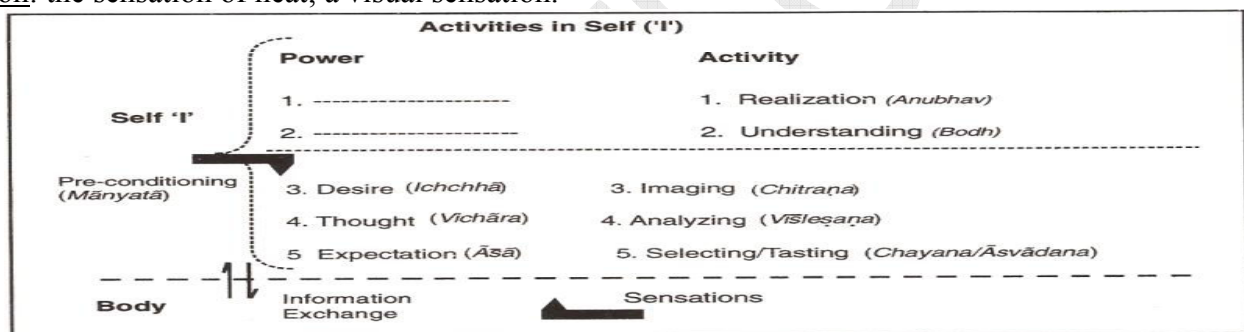 on: the sensation of heat, a visual sensation.
Activities in Self ('I')
Power Activity
1. -------------------- 1. Realization (Anubhav)
Self 'I'
2. --------------------- 2. Understanding (Bodh)
Pre-conditioning
(Mānyatā)
3. Desire (Ichchhā) 3. Imaging (Chitraṇa)
4. Thought (Vichāra) 4. Analyzing (Viśleṣaṇa)
5 Expectation (Āśā) 5. Selecting/Tasting (Chayana/Āsvādana)
Body
Information
Exchange
Sensations